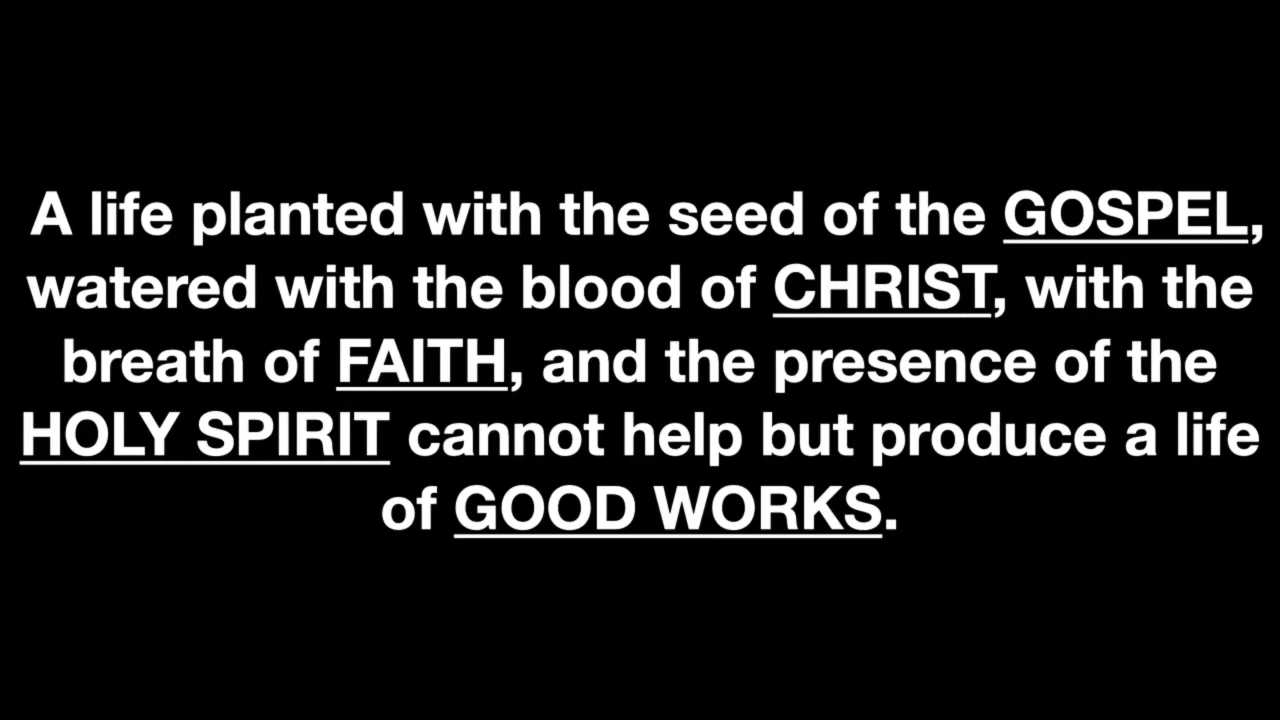 A life planted with the seed of the GOSPEL,
watered with the blood of CHRIST, with the
breath of FAITH, and the presence of the
HOLY SPIRIT cannot help but produce a life
of GOOD WORKS.